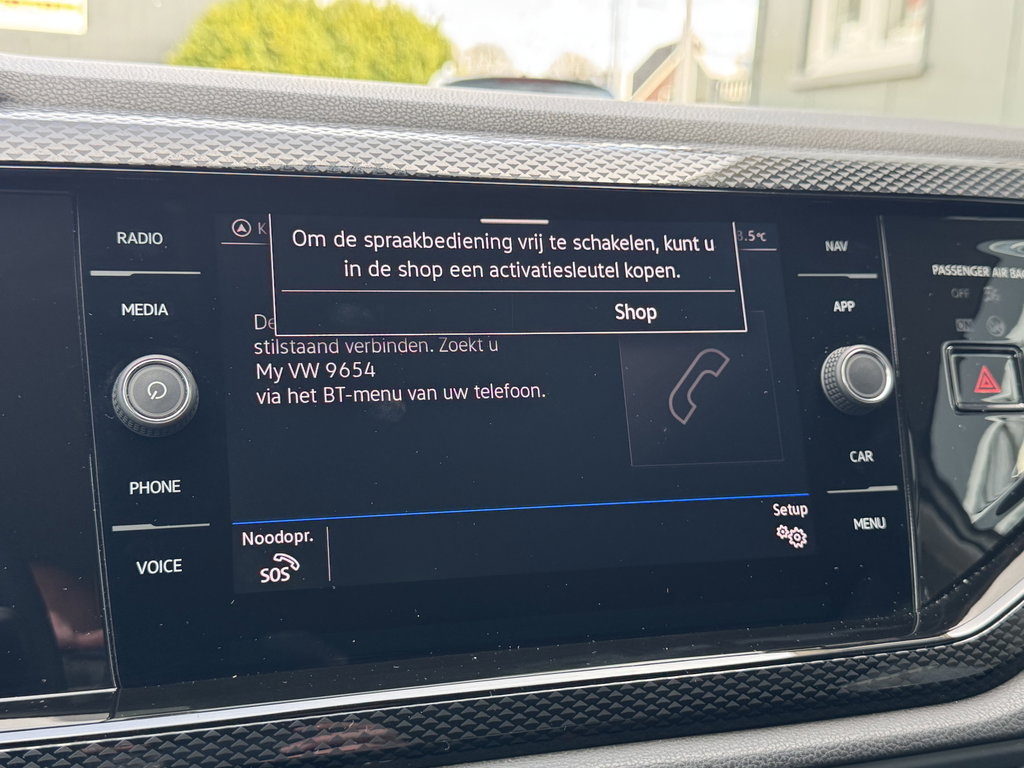 RADIO
MEDIA
PHONE
VOICE
K
3.5°C
Om de spraakbediening vrij te schakelen, kunt u
in de shop een activatiesleutel kopen.
Shop
De
stilstaand verbinden. Zoekt u
My VW 9654
via het BT-menu van uw telefoon.
Noodopr.
SOS
Setup
NAV
APP
CAR
MENU
PASSENGER AIR BA
OFF
ON